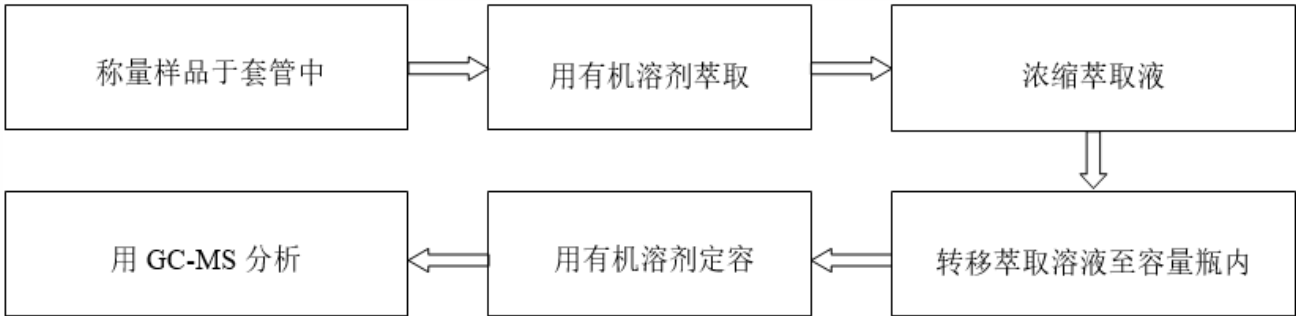 称量样品于套管中
用有机溶剂萃取
浓缩萃取液
转移萃取溶液至容量瓶内
用有机溶剂定容
用 GC-MS 分析